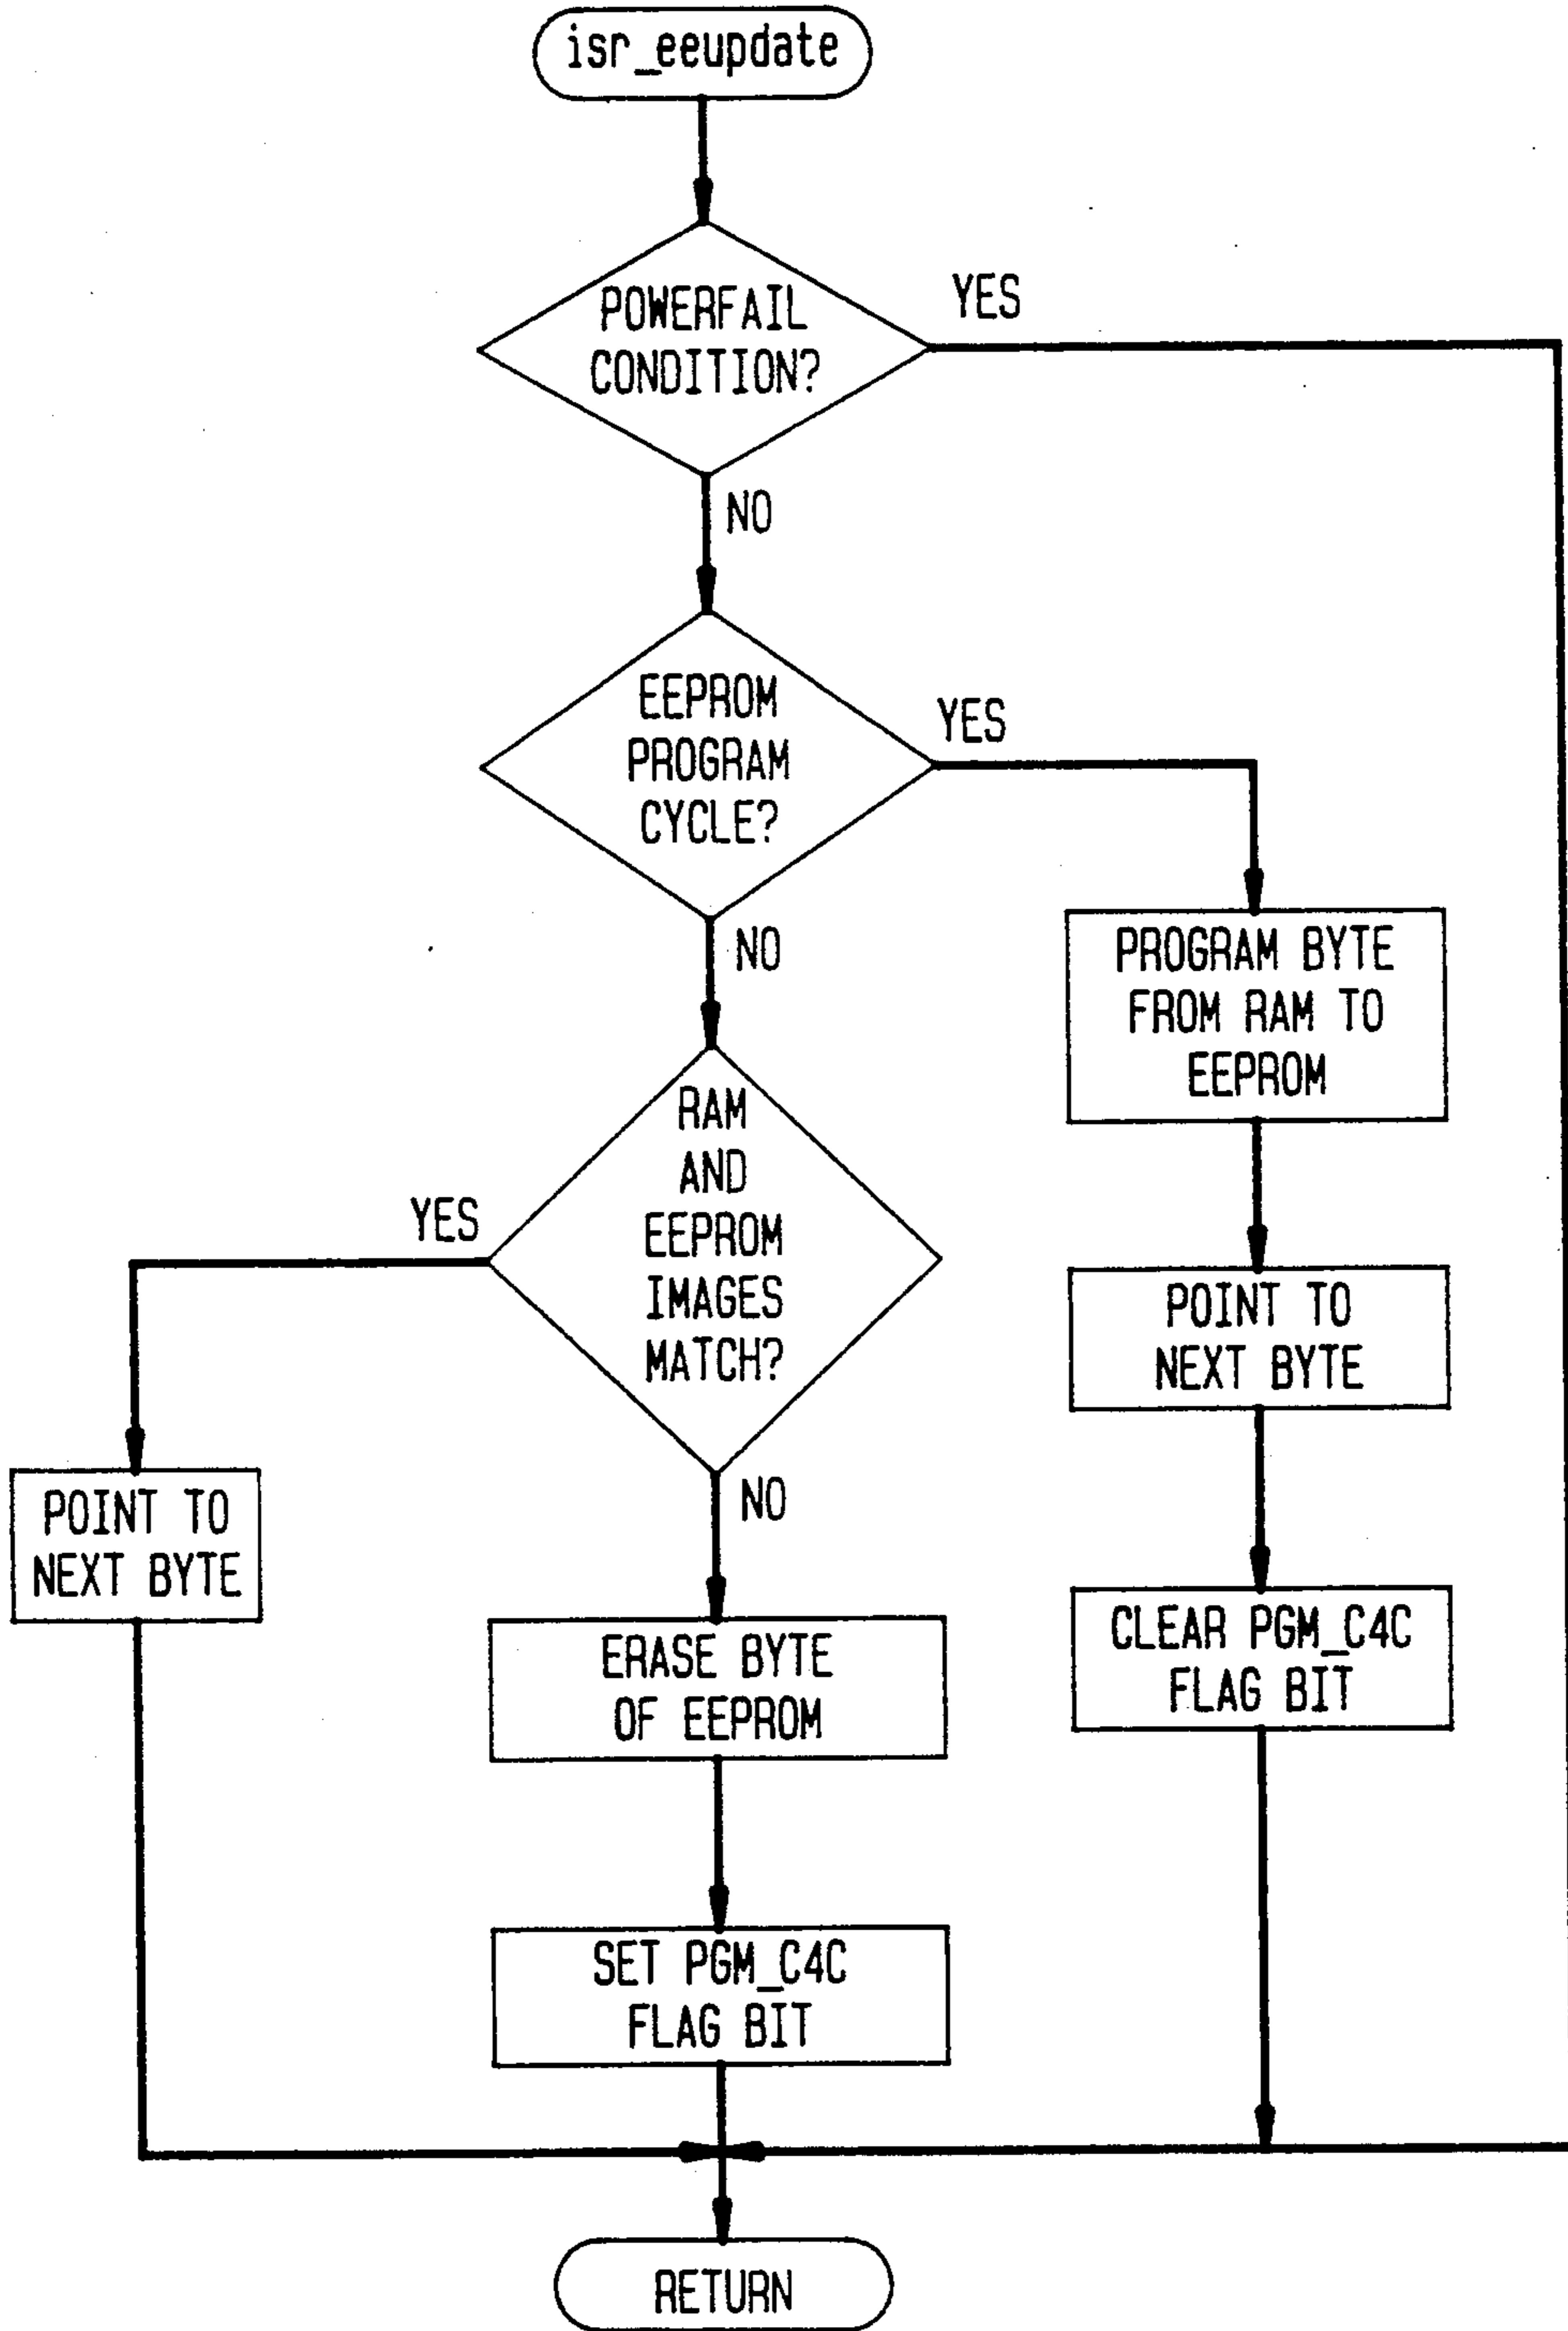 isr_eeupdate
POWERFAIL
CONDITION?
YES
NO
EEPROM
PROGRAM
CYCLE?
YES
NO
PROGRAM BYTE
FROM RAM TO
EEPROM
RAM
AND
EEPROM
IMAGES
MATCH?
YES
NO
POINT TO
NEXT BYTE
POINT TO
NEXT BYTE
ERASE BYTE
OF EEPROM
CLEAR PGM_C4C
FLAG BIT
SET PGM_C4C
FLAG BIT
RETURN